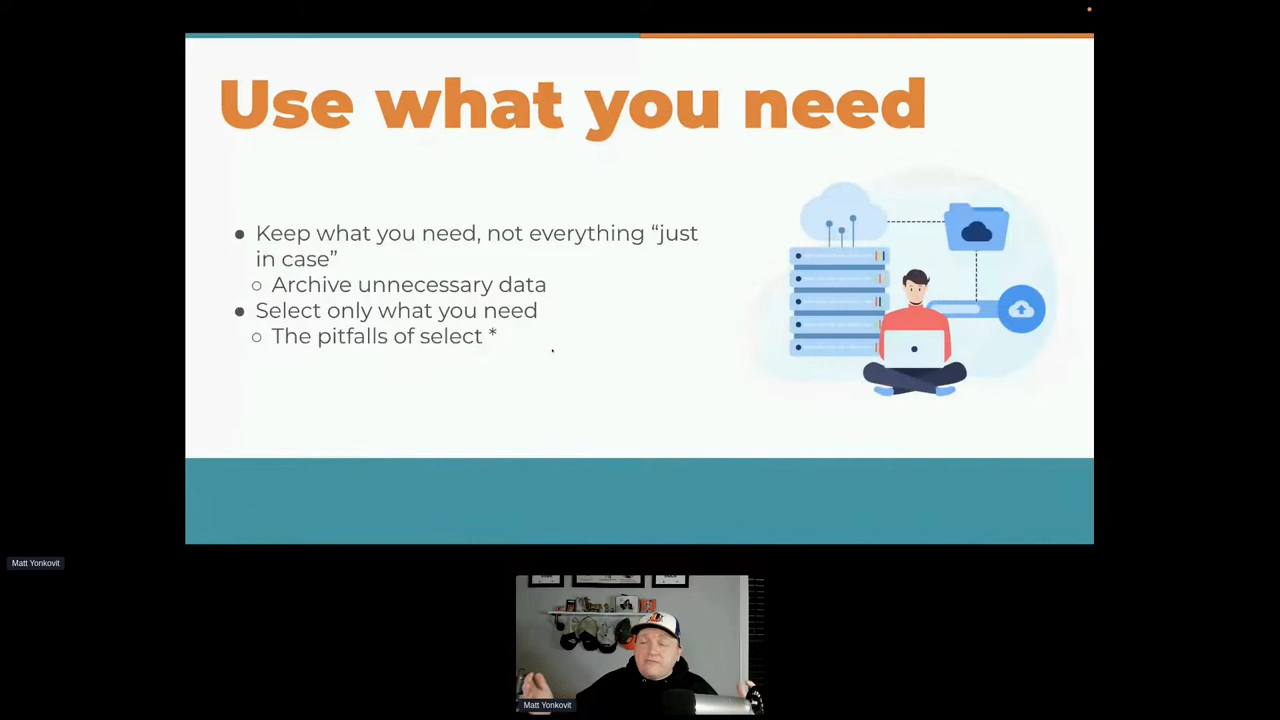 Use what you need
● Keep what you need, not everything “just
in case”
○ Archive unnecessary data
● Select only what you need
○ The pitfalls of select *
Matt Yonkovit
Matt Yonkovit